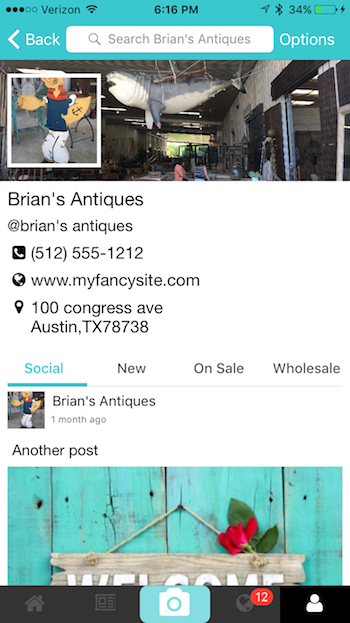 Verizon 6:16 PM 34%
Back Search Brian's Antiques Options
Brian's Antiques
@brian's antiques
(512) 555-1212
www.myfancysite.com
100 congress ave
Austin,TX78738
Social New On Sale Wholesale
Brian's Antiques
1 month ago
Another post
WELCOME
12